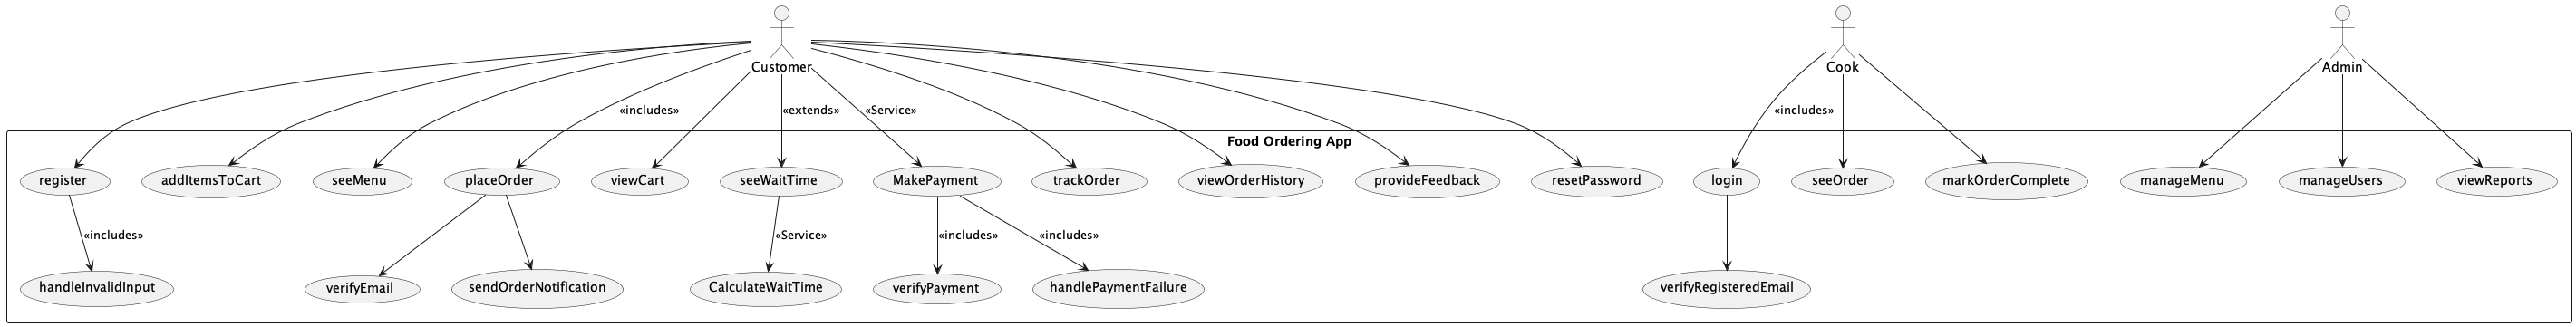 Customer
Cook
Admin
«includes»
«extends»
«Service»
«includes»
Food Ordering App
register
addItemsToCart
seeMenu
placeOrder
viewCart
seeWaitTime
MakePayment
trackOrder
viewOrderHistory
provideFeedback
resetPassword
login
seeOrder
markOrderComplete
manageMenu
manageUsers
viewReports
«includes»
«Service»
«includes»
«includes»
handleInvalidInput
verifyEmail
sendOrderNotification
CalculateWaitTime
verifyPayment
handlePaymentFailure
verifyRegisteredEmail